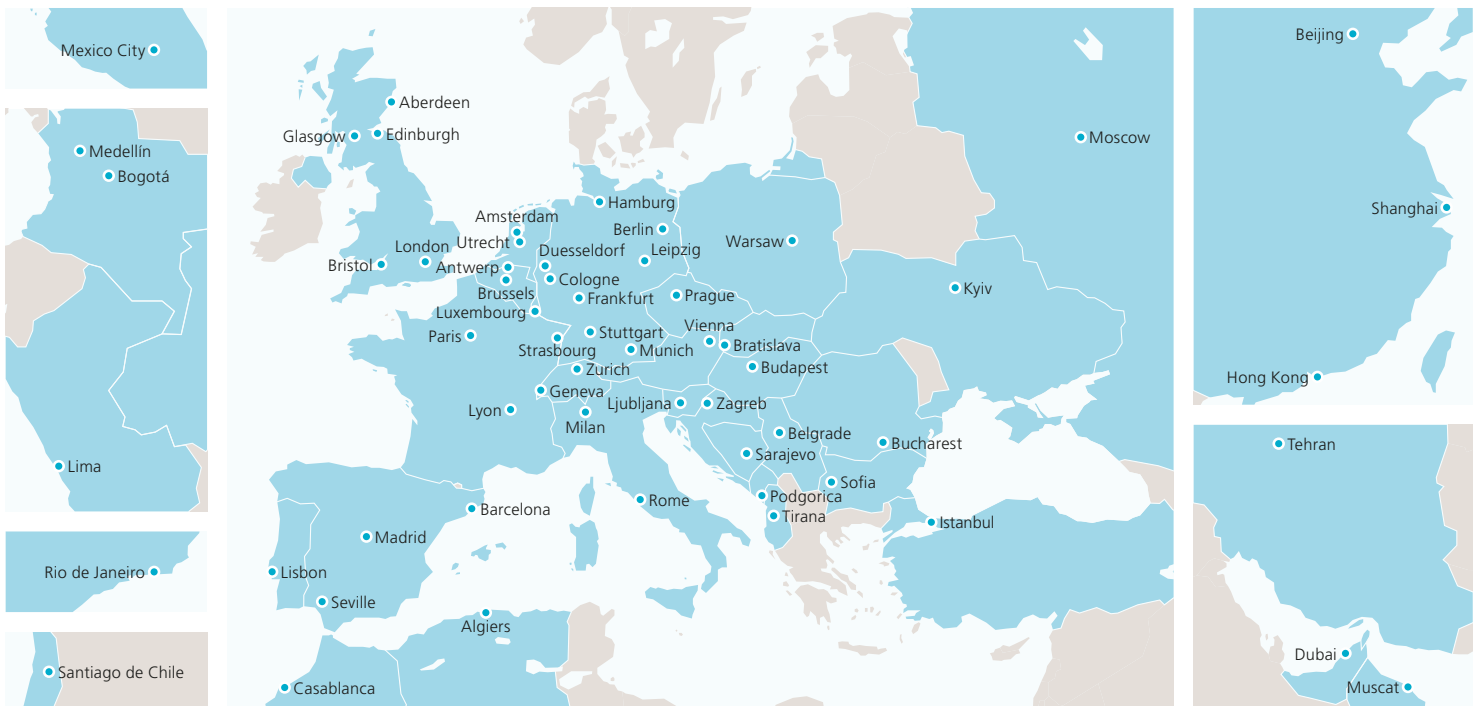 Mexico City
Medellín
Bogotá
Lima
Rio de Janeiro
Santiago de Chile
Aberdeen
Glasgow
Edinburgh
Moscow
Hamburg
Amsterdam
Berlin
Utrecht
Warsaw
London
Duesseldorf
Leipzig
Bristol
Antwerp
Cologne
Kyiv
Brussels
Frankfurt
Prague
Luxembourg
Vienna
Paris
Stuttgart
Strasbourg
Munich
Bratislava
Zurich
Budapest
Geneva
Lyon
Ljubljana
Zagreb
Milan
Belgrade
Bucharest
Sarajevo
Sofia
Rome
Podgorica
Barcelona
Tirana
Istanbul
Madrid
Lisbon
Seville
Algiers
Casablanca
Beijing
Shanghai
Hong Kong
Tehran
Dubai
Muscat